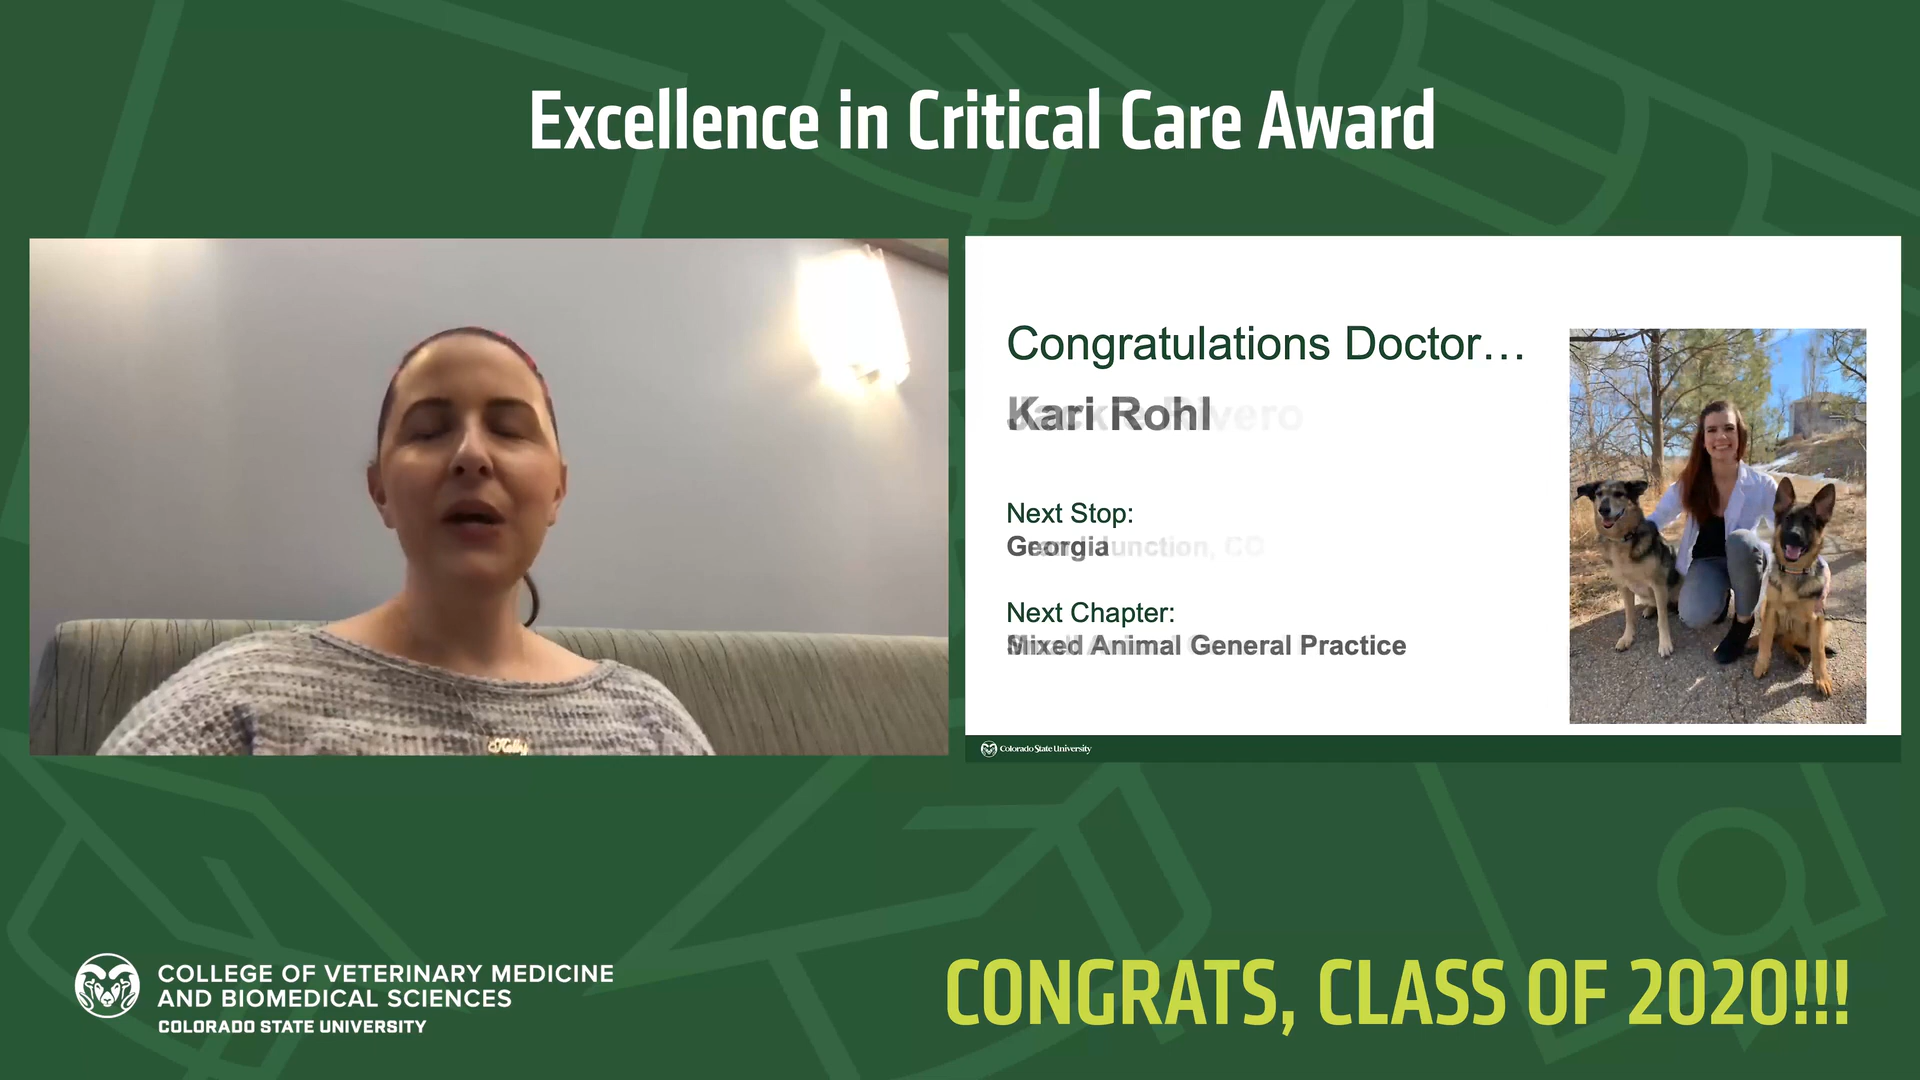 Excellence in Critical Care Award
Congratulations Doctor…
Kari Rohl
Next Stop:
Georgia
Next Chapter:
Mixed Animal General Practice
Colorado State University
Kelly
COLLEGE OF VETERINARY MEDICINE
AND BIOMEDICAL SCIENCES
COLORADO STATE UNIVERSITY
CONGRATS, CLASS OF 2020!!!